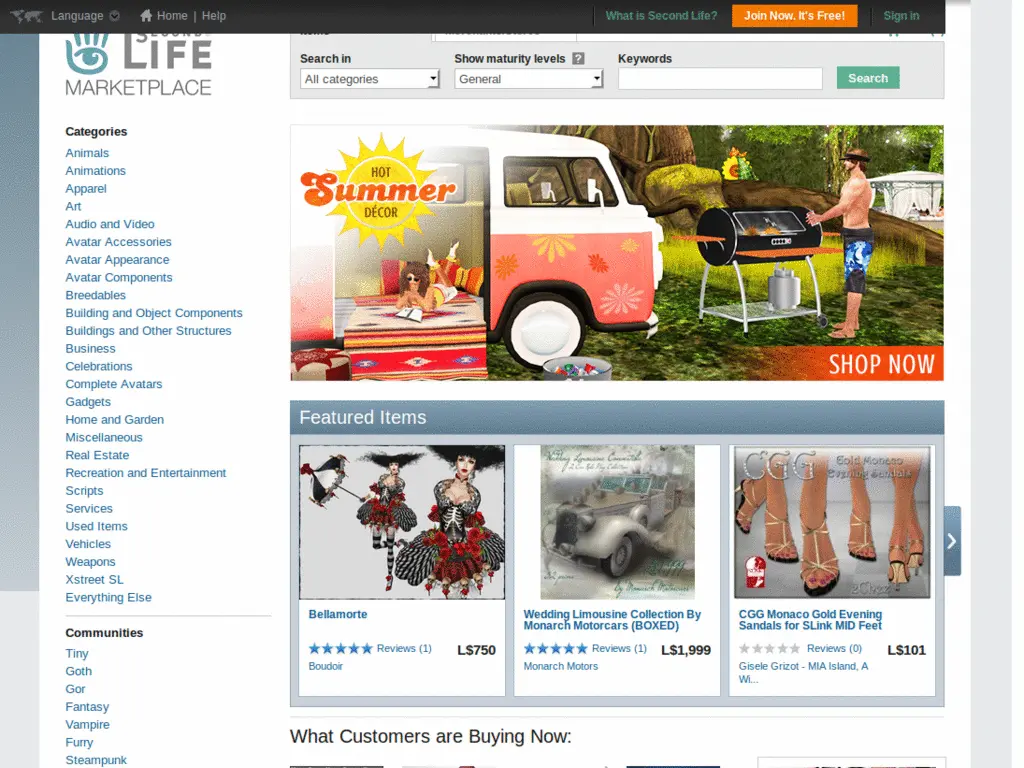 Language
Home | Help
What is Second Life?
Join Now. It's Free!
Sign in
SECOND
LIFE
MARKETPLACE
Search in
All categories
Show maturity levels ?
General
Keywords
Search
Categories
Animals
Animations
Apparel
Art
Audio and Video
Avatar Accessories
Avatar Appearance
Avatar Components
Breedables
Building and Object Components
Buildings and Other Structures
Business
Celebrations
Complete Avatars
Gadgets
Home and Garden
Miscellaneous
Real Estate
Recreation and Entertainment
Scripts
Services
Used Items
Vehicles
Weapons
Xstreet SL
Everything Else
Communities
Tiny
Goth
Gor
Fantasy
Vampire
Furry
Steampunk
HOT
Summer
DÉCOR
SHOP NOW
Featured Items
Bellamorte
Reviews (1)
L$750
Boudoir
Wedding Limousine Collection By
Monarch Motorcars (BOXED)
Reviews (1)
L$1,999
Monarch Motors
CGG
Gold Monaco
Evening Sandals
CGG Monaco Gold Evening
Sandals for SLink MID Feet
Reviews (0)
L$101
Gisele Grizot - MIA Island, A
Wi...
What Customers are Buying Now: